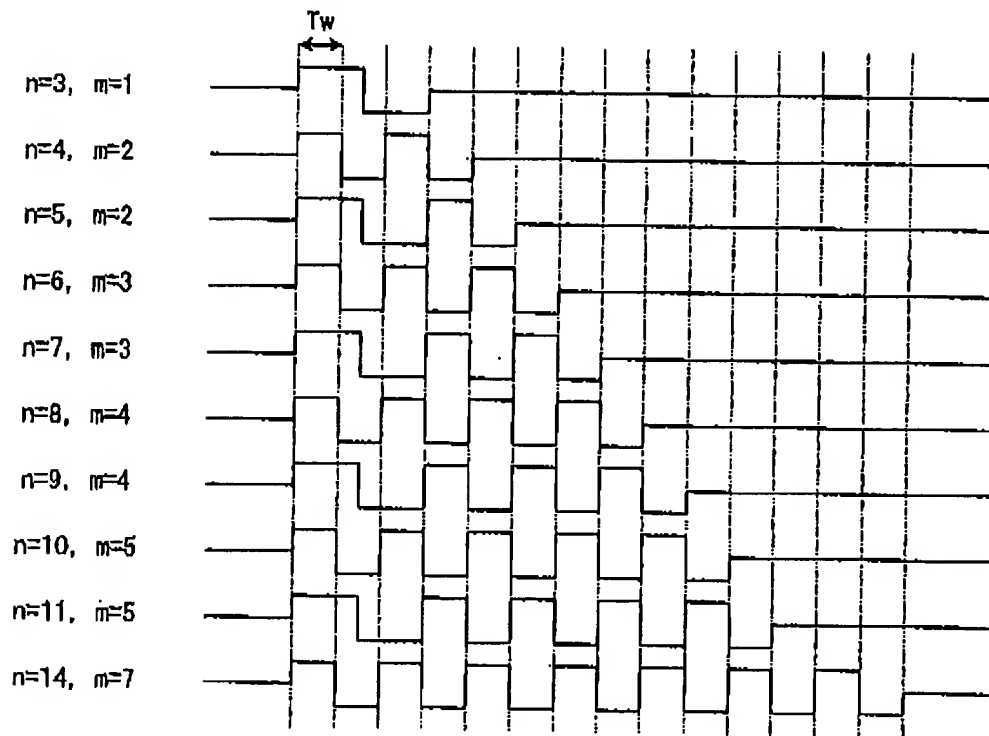 Tw
n=3, m=1
n=4, m=2
n=5, m=2
n=6, m=3
n=7, m=3
n=8, m=4
n=9, m=4
n=10, m=5
n=11, m=5
n=14, m=7